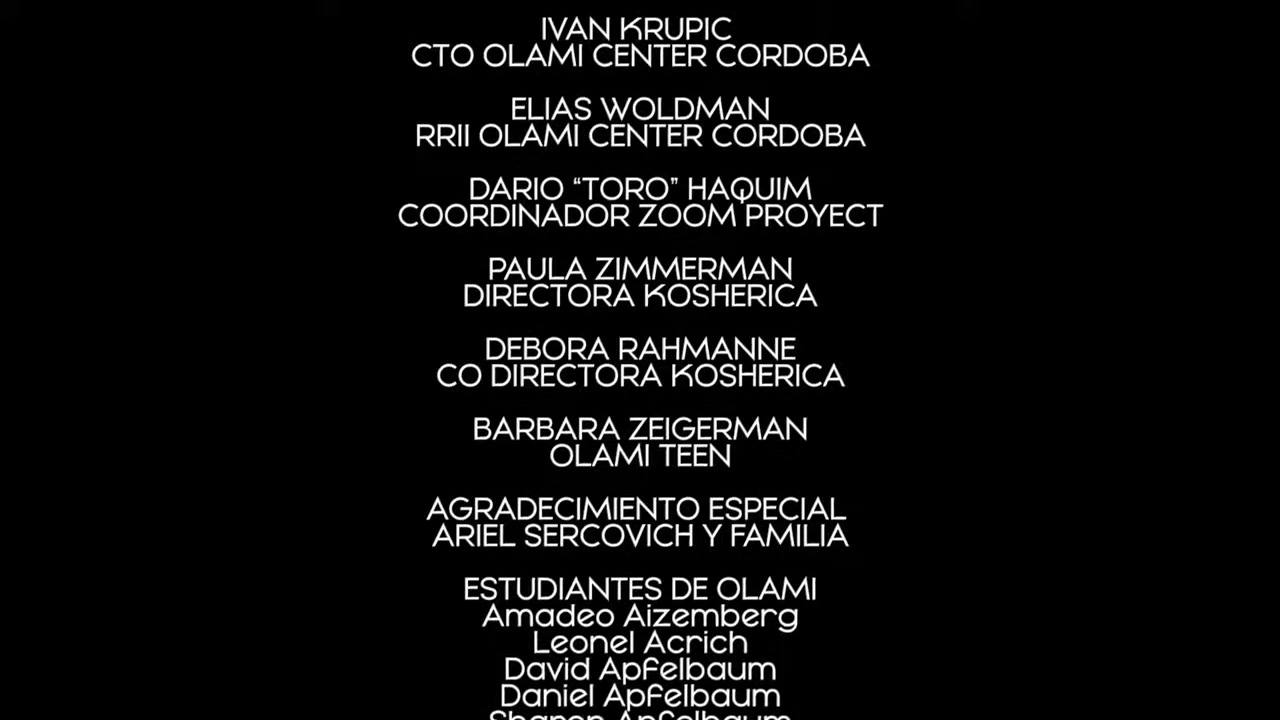 IVAN KRUPIC
CTO OLAMI CENTER CORDOBA
ELIAS WOLDMAN
RRII OLAMI CENTER CORDOBA
DARIO “TORO” HAQUIM
COORDINADOR ZOOM PROYECT
PAULA ZIMMERMAN
DIRECTORA KOSHERICA
DEBORA RAHMANNE
CO DIRECTORA KOSHERICA
BARBARA ZEIGERMAN
OLAMI TEEN
AGRADECIMIENTO ESPECIAL
ARIEL SERCOVICH Y FAMILIA
ESTUDIANTES DE OLAMI
Amadeo Aizemberg
Leonel Acrich
David Apfelbaum
Daniel Apfelbaum
Sharon Apfelbaum